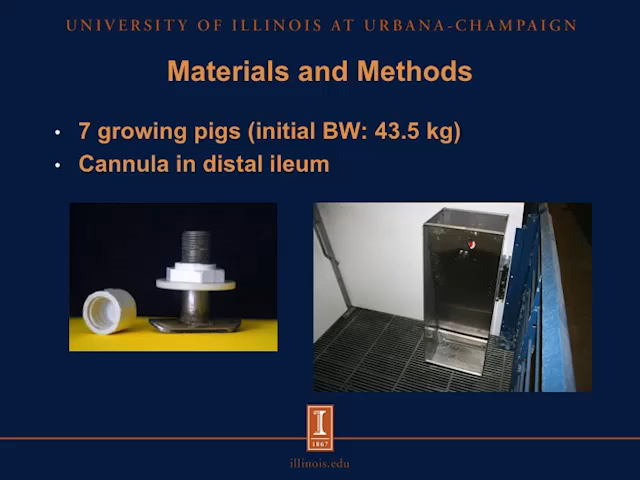 UNIVERSITY OF ILLINOIS AT URBANA-CHAMPAIGN
Materials and Methods
• 7 growing pigs (initial BW: 43.5 kg)
• Cannula in distal ileum
I
1867
illinois.edu